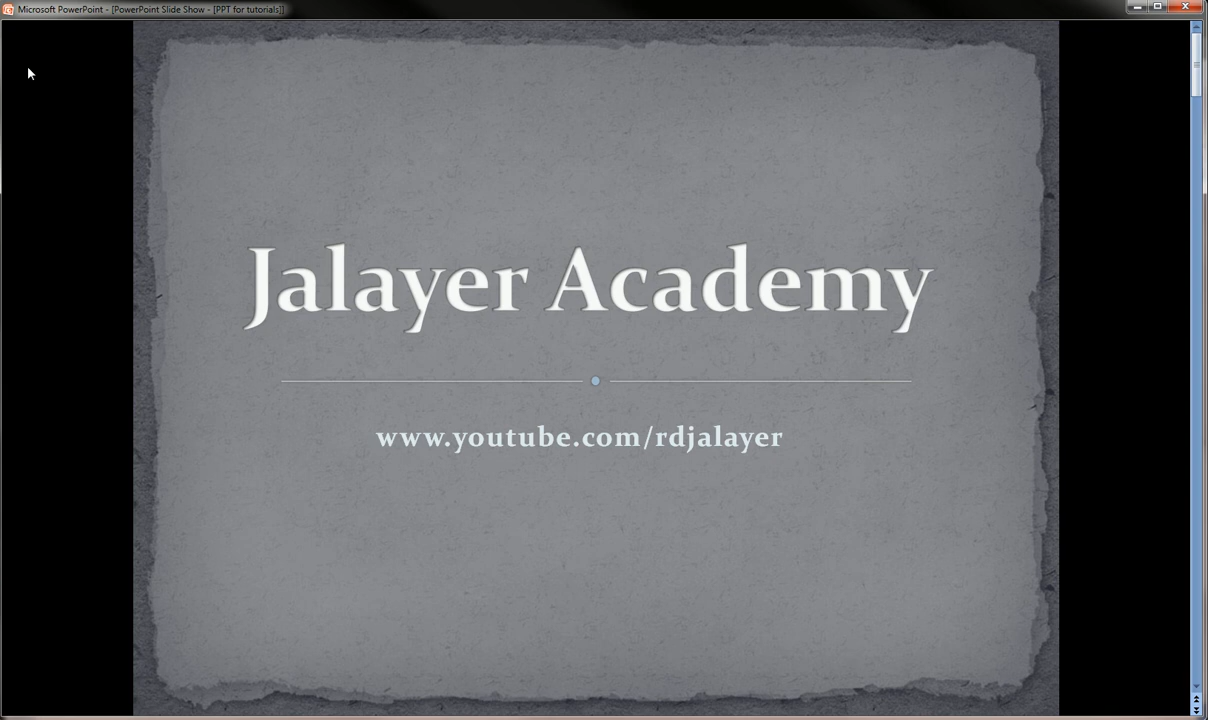 Microsoft PowerPoint - [PowerPoint Slide Show - [PPT for tutorials]]
Jalayer Academy
www.youtube.com/rdjalayer